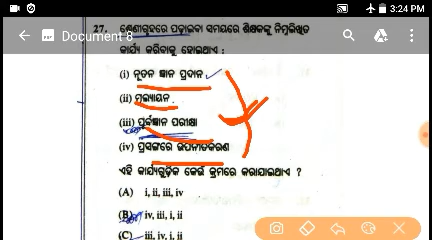 3:24 PM
Document 8
27. ଶ୍ରେଣୀଗୃହରେ ପଢ଼ାଇବା ସମୟରେ ଶିକ୍ଷକଙ୍କୁ ନିମ୍ନଲିଖିତ
କାର୍ଯ୍ୟ କରିବାକୁ ହୋଇଥାଏ :
(i) ନୂତନ ଜ୍ଞାନ ପ୍ରଦାନ
(ii) ମୂଲ୍ୟାୟନ
(iii) ପୂର୍ବଜ୍ଞାନ ପରୀକ୍ଷା
(iv) ପ୍ରସଙ୍ଗରେ ଉପନୀତକରଣ
ଏହି କାର୍ଯ୍ୟଗୁଡ଼ିକ କେଉଁ କ୍ରମରେ କରାଯାଇଥାଏ ?
(A) i, ii, iii, iv
(B) iv, iii, i, ii
(C) iii, iv, i, ii